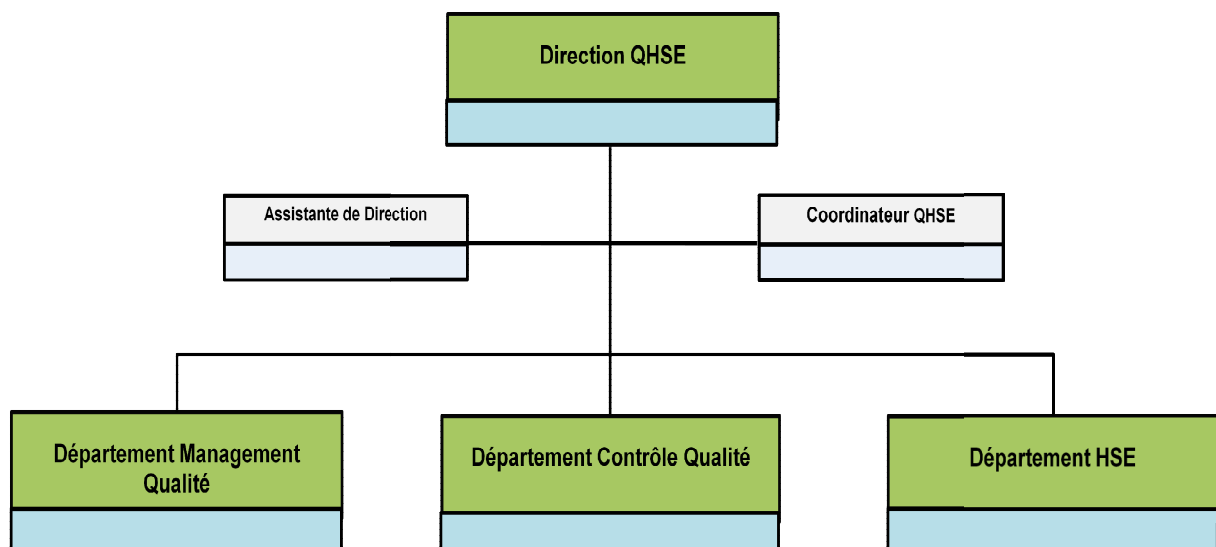 Direction QHSE
Assistante de Direction
Coordinateur QHSE
Département Management
Qualité
Département Contrôle Qualité
Département HSE